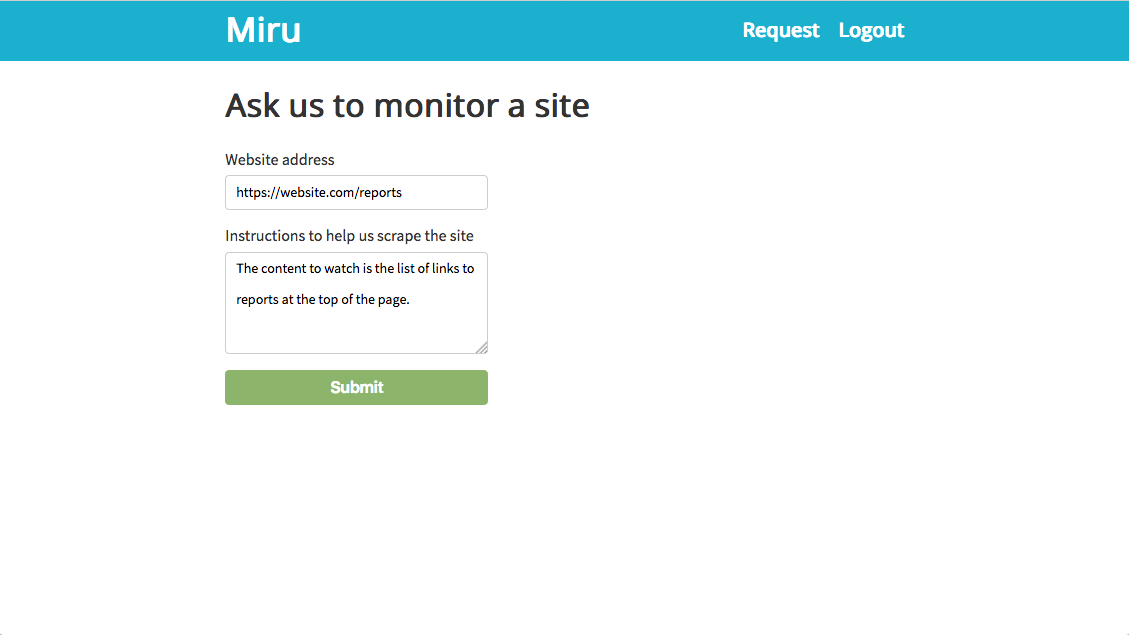 Miru
Request
Logout
Ask us to monitor a site
Website address
https://website.com/reports
Instructions to help us scrape the site
The content to watch is the list of links to
reports at the top of the page.
Submit